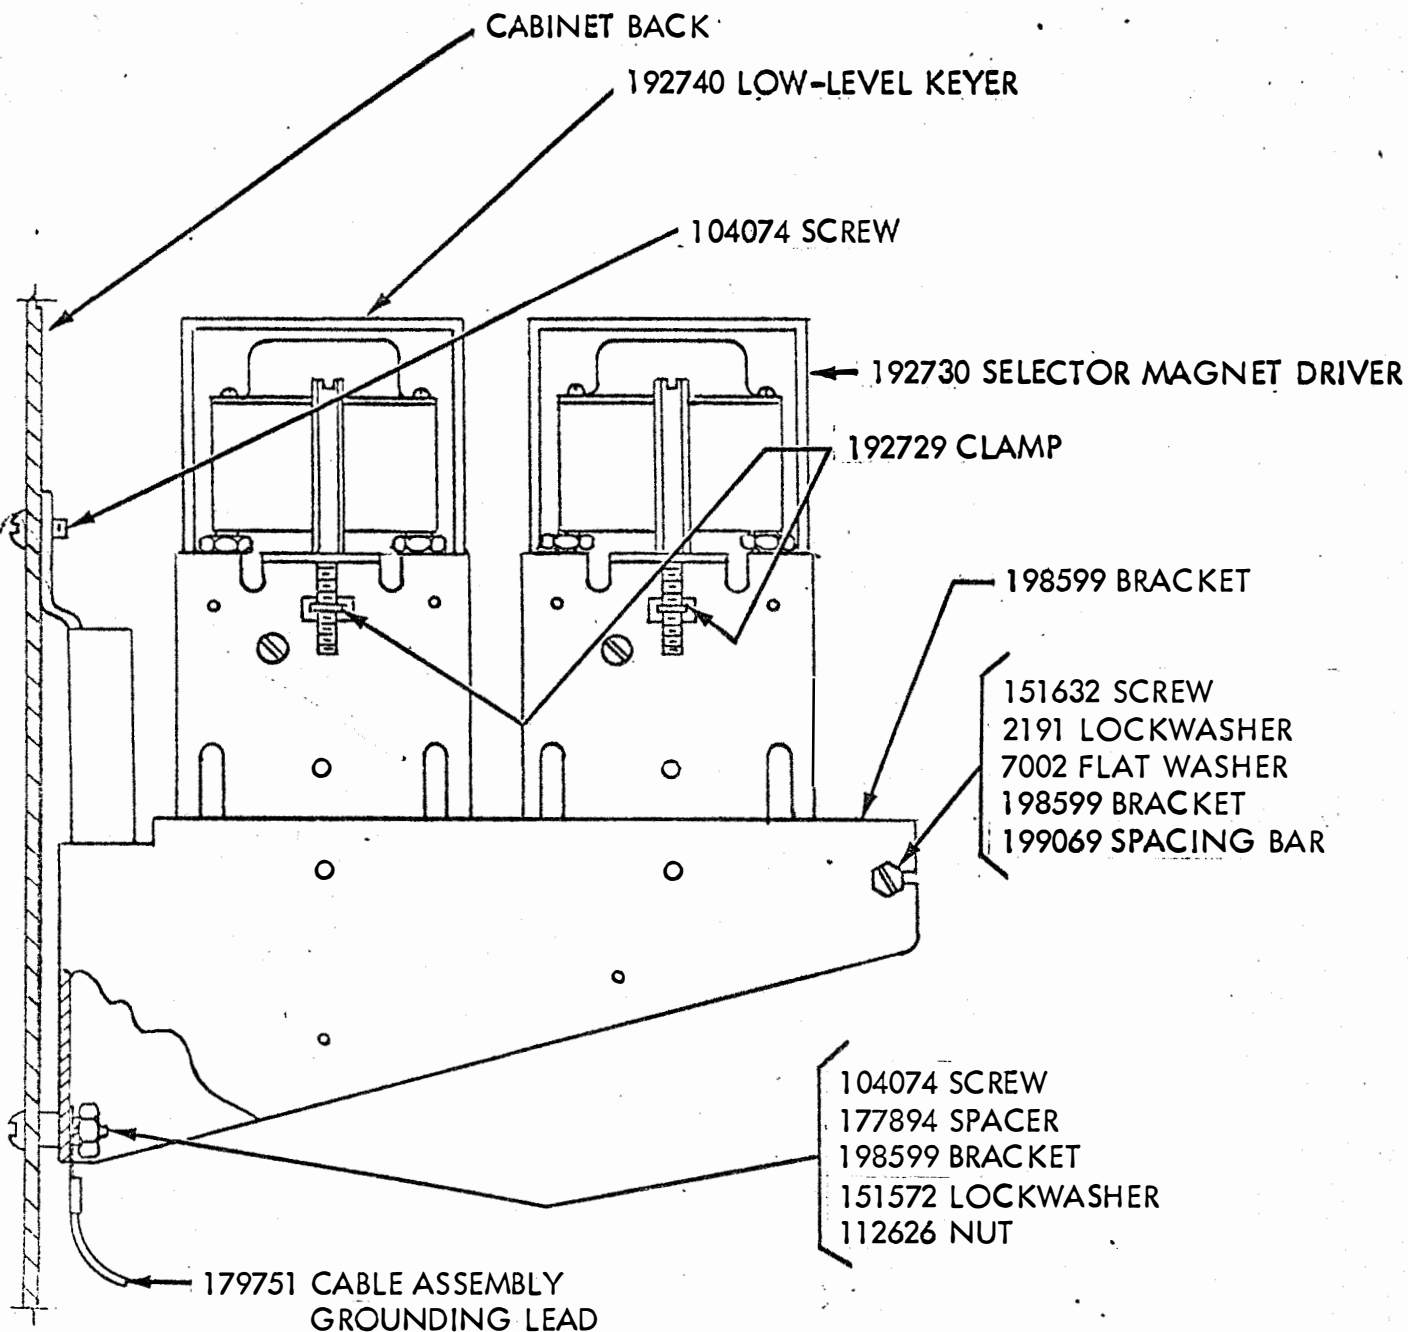 CABINET BACK
192740 LOW-LEVEL KEYER
104074 SCREW
192730 SELECTOR MAGNET DRIVER
192729 CLAMP
198599 BRACKET
151632 SCREW
2191 LOCKWASHER
7002 FLAT WASHER
198599 BRACKET
199069 SPACING BAR
104074 SCREW
177894 SPACER
198599 BRACKET
151572 LOCKWASHER
112626 NUT
179751 CABLE ASSEMBLY
GROUNDING LEAD